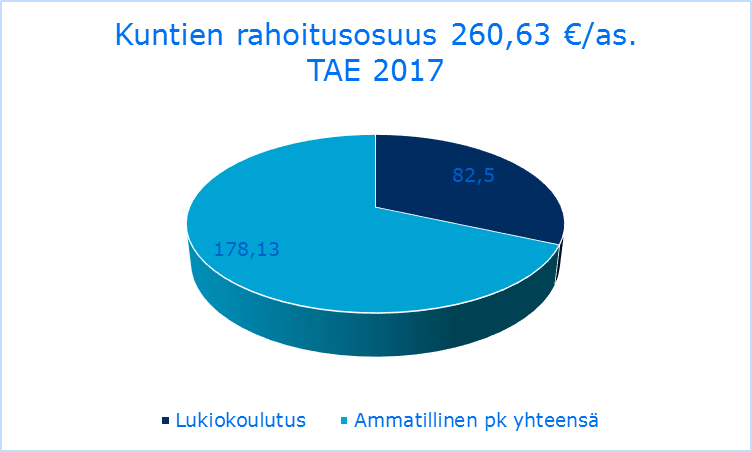 Kuntien rahoitusosuus 260,63 €/as.
TAE 2017
82,5
178,13
Lukiokoulutus
Ammatillinen pk yhteensä